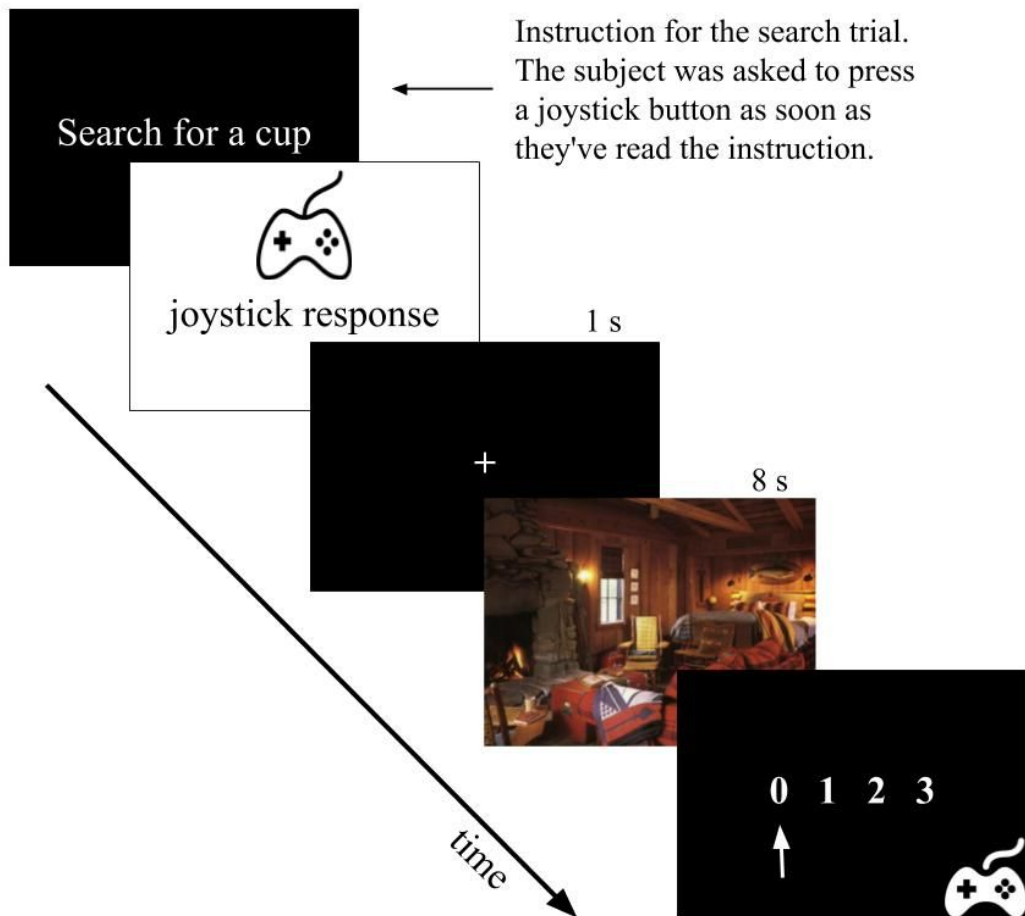 Instruction for the search trial.
The subject was asked to press
a joystick button as soon as
they've read the instruction.
Search for a cup
joystick response
1 s
+
8 s
0 1 2 3
time